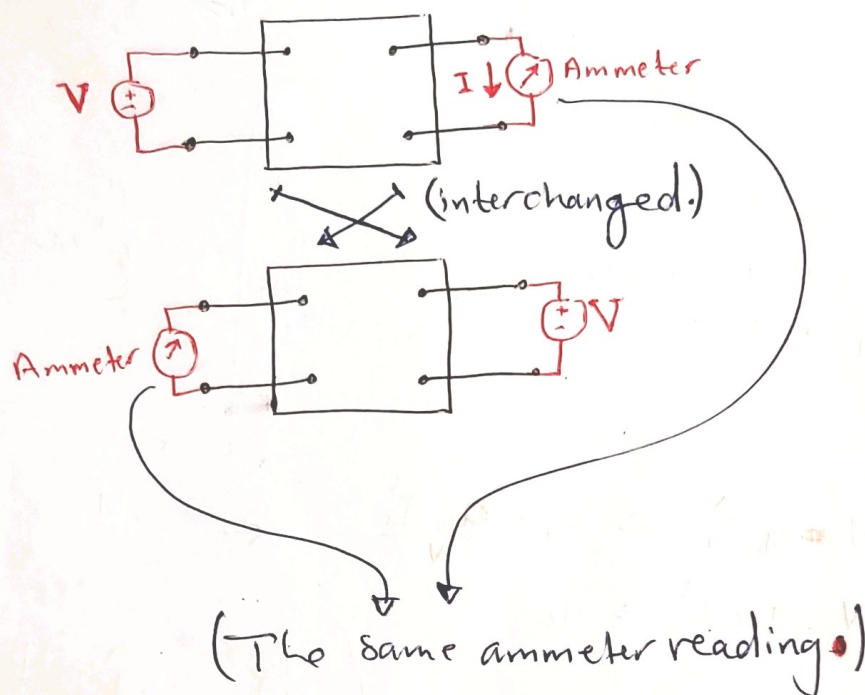 V
I
Ammeter
(interchanged.)
Ammeter
V
(The same ammeter reading.)